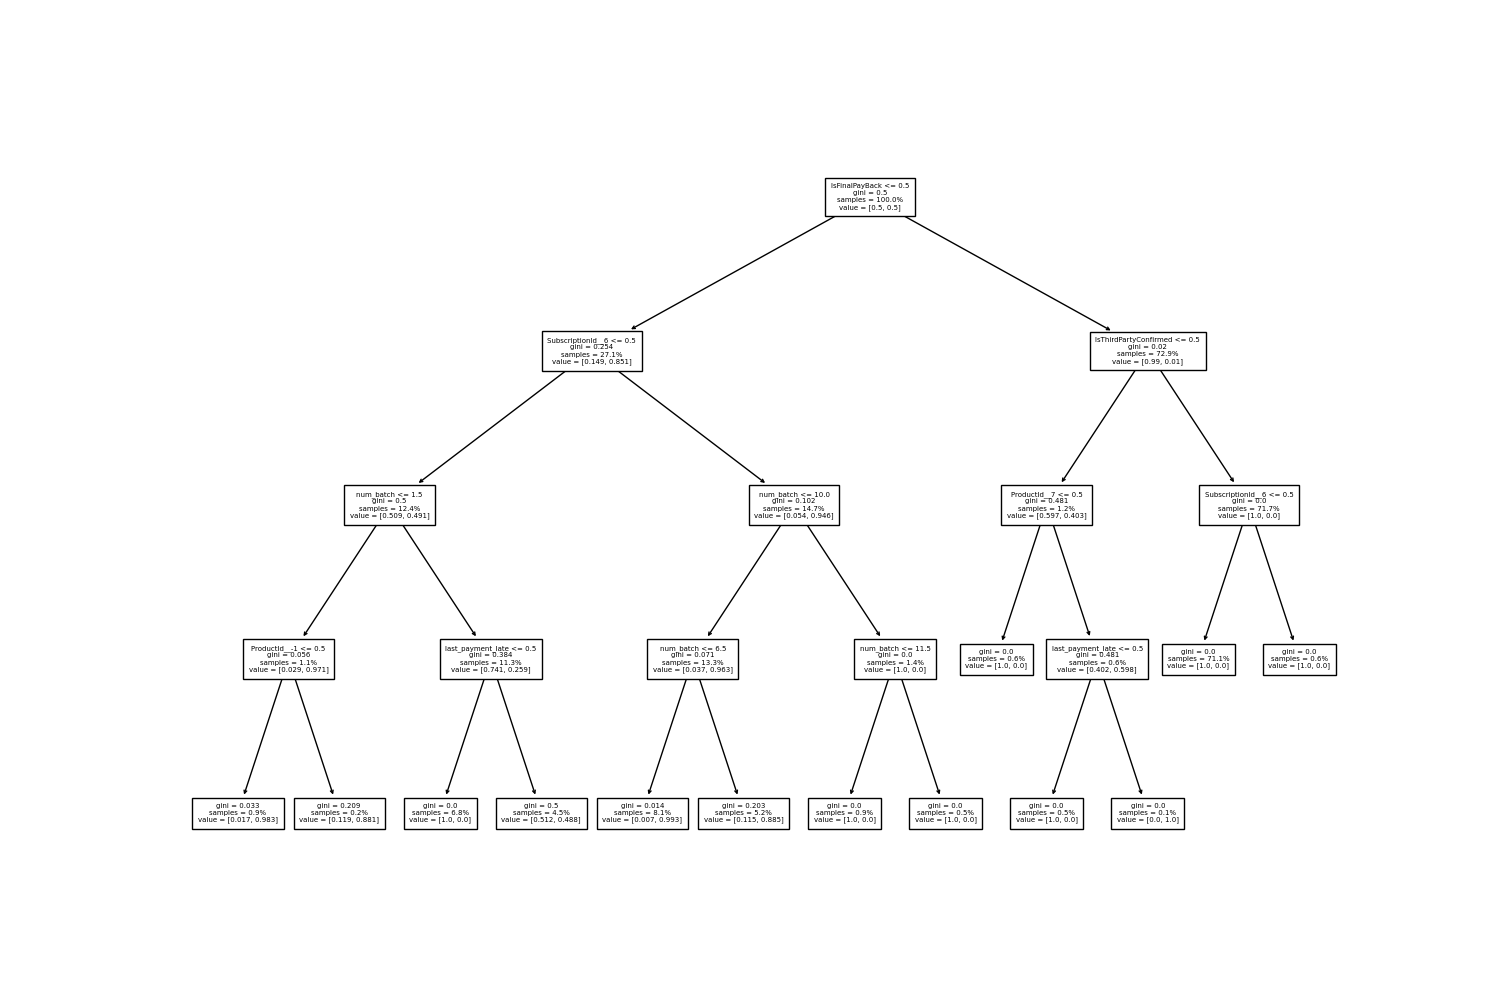 IsFinalPayBack <= 0.5
gini = 0.5
samples = 100.0%
value = [0.5, 0.5]
SubscriptionId__6 <= 0.5
gini = 0.254
samples = 27.1%
value = [0.149, 0.851]
IsThirdPartyConfirmed <= 0.5
gini = 0.02
samples = 72.9%
value = [0.99, 0.01]
num_batch <= 1.5
gini = 0.5
samples = 12.4%
value = [0.509, 0.491]
num_batch <= 10.0
gini = 0.102
samples = 14.7%
value = [0.054, 0.946]
ProductId__7 <= 0.5
gini = 0.481
samples = 1.2%
value = [0.597, 0.403]
SubscriptionId__6 <= 0.5
gini = 0.0
samples = 71.7%
value = [1.0, 0.0]
ProductId__-1 <= 0.5
gini = 0.056
samples = 1.1%
value = [0.029, 0.971]
last_payment_late <= 0.5
gini = 0.384
samples = 11.3%
value = [0.741, 0.259]
num_batch <= 6.5
gini = 0.071
samples = 13.3%
value = [0.037, 0.963]
num_batch <= 11.5
gini = 0.0
samples = 1.4%
value = [1.0, 0.0]
gini = 0.0
samples = 0.6%
value = [1.0, 0.0]
last_payment_late <= 0.5
gini = 0.481
samples = 0.6%
value = [0.402, 0.598]
gini = 0.0
samples = 71.1%
value = [1.0, 0.0]
gini = 0.0
samples = 0.6%
value = [1.0, 0.0]
gini = 0.033
samples = 0.9%
value = [0.017, 0.983]
gini = 0.209
samples = 0.2%
value = [0.119, 0.881]
gini = 0.0
samples = 6.8%
value = [1.0, 0.0]
gini = 0.5
samples = 4.5%
value = [0.512, 0.488]
gini = 0.014
samples = 8.1%
value = [0.007, 0.993]
gini = 0.203
samples = 5.2%
value = [0.115, 0.885]
gini = 0.0
samples = 0.9%
value = [1.0, 0.0]
gini = 0.0
samples = 0.5%
value = [1.0, 0.0]
gini = 0.0
samples = 0.5%
value = [1.0, 0.0]
gini = 0.0
samples = 0.1%
value = [0.0, 1.0]